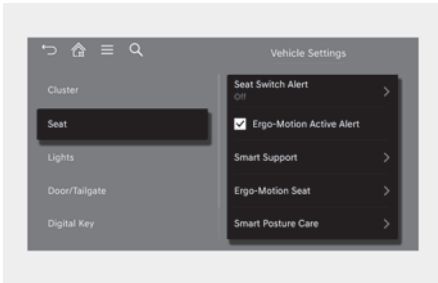 Vehicle Settings
Cluster
Seat
Lights
Door/Tailgate
Digital Key
Seat Switch Alert
Off
Ergo-Motion Active Alert
Smart Support
Ergo-Motion Seat
Smart Posture Care